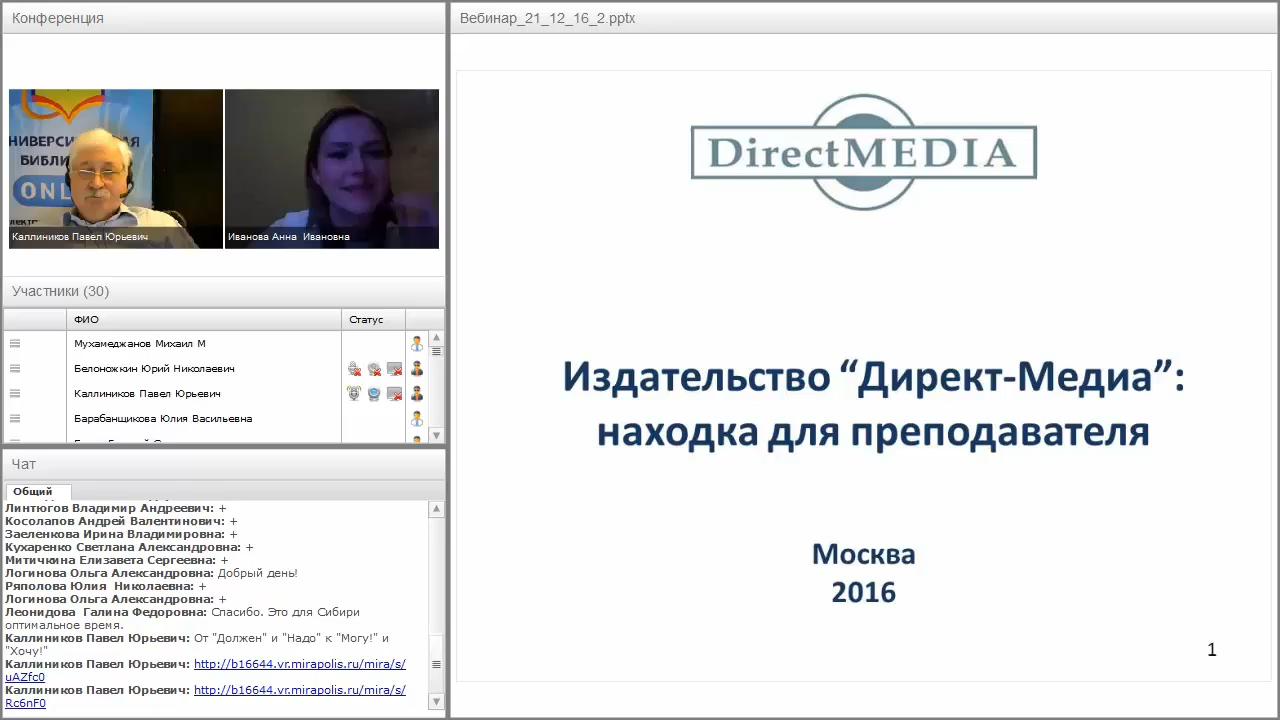 Конференция
НИВЕРСИ
АЯ
БИБЛИ
ONL
Каллиников Павел Юрьевич
Иванова Анна Ивановна
Участники (30)
ФИО
Статус
Мухамеджанов Михаил М
Белоножкин Юрий Николаевич
Каллиников Павел Юрьевич
Барабанщикова Юлия Васильевна
Чат
Общий
Линтюгов Владимир Андреевич: +
Косолапов Андрей Валентинович: +
Заеленкова Ирина Владимировна: +
Кухаренко Светлана Александровна: +
Митичкина Елизавета Сергеевна: +
Логинова Ольга Александровна: Добрый день!
Ряполова Юлия Николаевна: +
Логинова Ольга Александровна: +
Леонидова Галина Федоровна: Спасибо. Это для Сибири
оптимальное время.
Каллиников Павел Юрьевич: От "Должен" и "Надо" к "Могу!" и
"Хочу!"
Каллиников Павел Юрьевич: http://b16644.vr.mirapolis.ru/mira/s/
uAZfc0
Каллиников Павел Юрьевич: http://b16644.vr.mirapolis.ru/mira/s/
Rc6nF0
Вебинар_21_12_16_2.pptx
DirectMEDIA
Издательство “Директ-Медиа”:
находка для преподавателя
Москва
2016
1